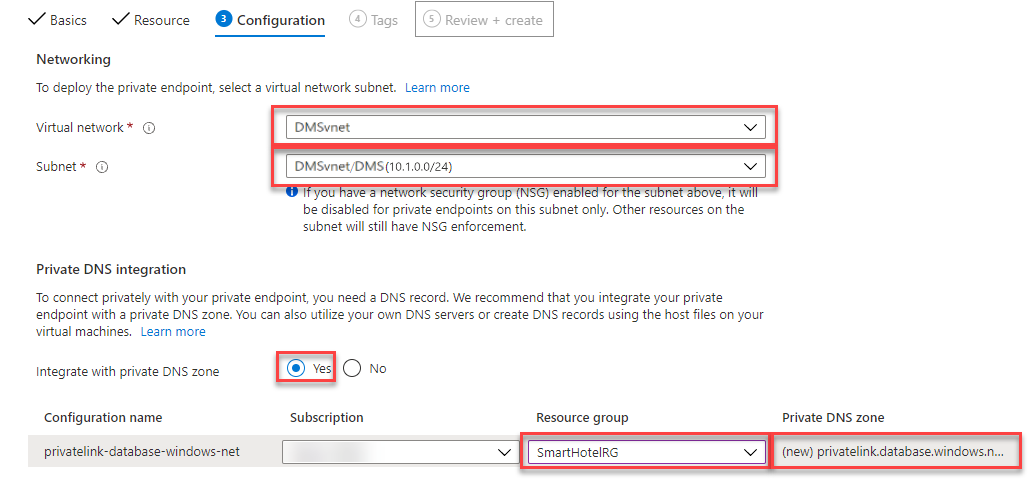 Basics Resource 3 Configuration 4 Tags 5 Review + create
Networking
To deploy the private endpoint, select a virtual network subnet. Learn more
Virtual network * DMSvnet
Subnet * DMSvnet/DMS(10.1.0.0/24)
If you have a network security group (NSG) enabled for the subnet above, it will
be disabled for private endpoints on this subnet only. Other resources on the
subnet will still have NSG enforcement.
Private DNS integration
To connect privately with your private endpoint, you need a DNS record. We recommend that you integrate your private
endpoint with a private DNS zone. You can also utilize your own DNS servers or create DNS records using the host files on your
virtual machines. Learn more
Integrate with private DNS zone Yes No
Configuration name Subscription Resource group Private DNS zone
privatelink-database-windows-net SmartHotelRG (new) privatelink.database.windows.n...